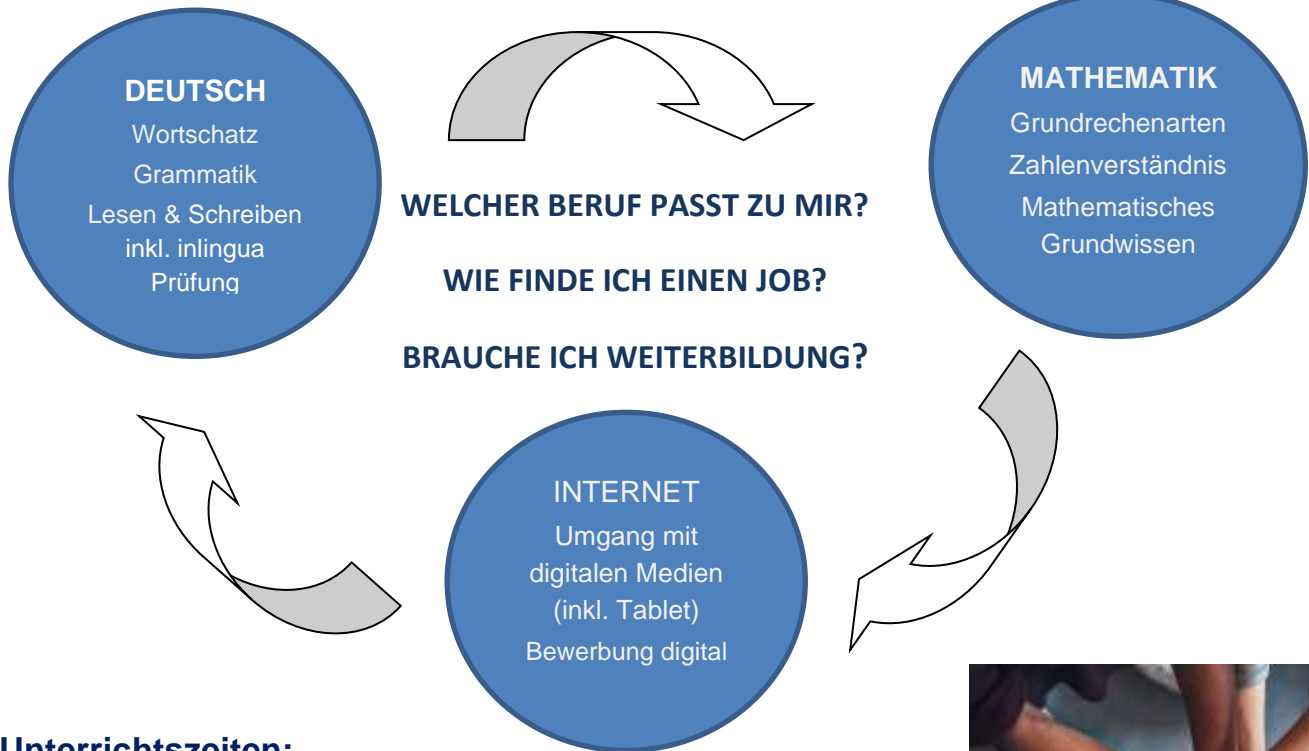 DEUTSCH
Wortschatz
Grammatik
Lesen & Schreiben
inkl. inlingua
Prüfung
MATHEMATIK
Grundrechenarten
Zahlenverständnis
Mathematisches
Grundwissen
WELCHER BERUF PASST ZU MIR?
WIE FINDE ICH EINEN JOB?
BRAUCHE ICH WEITERBILDUNG?
INTERNET
Umgang mit
digitalen Medien
(inkl. Tablet)
Bewerbung digital
Unterrichtszeiten: